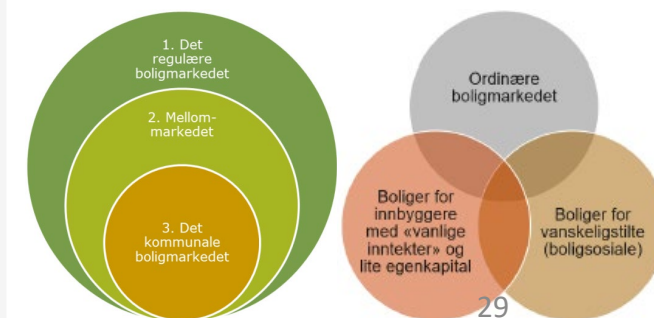 1. Det
regulære
boligmarkedet
2. Mellom-
markedet
3. Det
kommunale
boligmarkedet
Ordinære
boligmarkedet
Boliger for
innbyggere
med «vanlige
inntekter» og
lite egenkapital
Boliger for
vanskeligstilte
(boligsosiale)
29